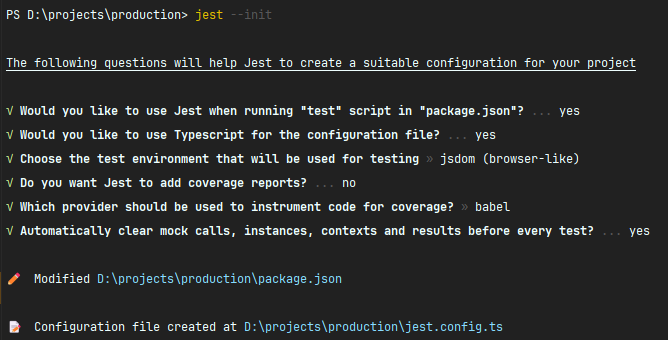 PS D:\projects\production> jest --init
The following questions will help Jest to create a suitable configuration for your project
√ Would you like to use Jest when running "test" script in "package.json"? ... yes
√ Would you like to use Typescript for the configuration file? ... yes
√ Choose the test environment that will be used for testing » jsdom (browser-like)
√ Do you want Jest to add coverage reports? ... no
√ Which provider should be used to instrument code for coverage? » babel
√ Automatically clear mock calls, instances, contexts and results before every test? ... yes
Modified D:\projects\production\package.json
Configuration file created at D:\projects\production\jest.config.ts